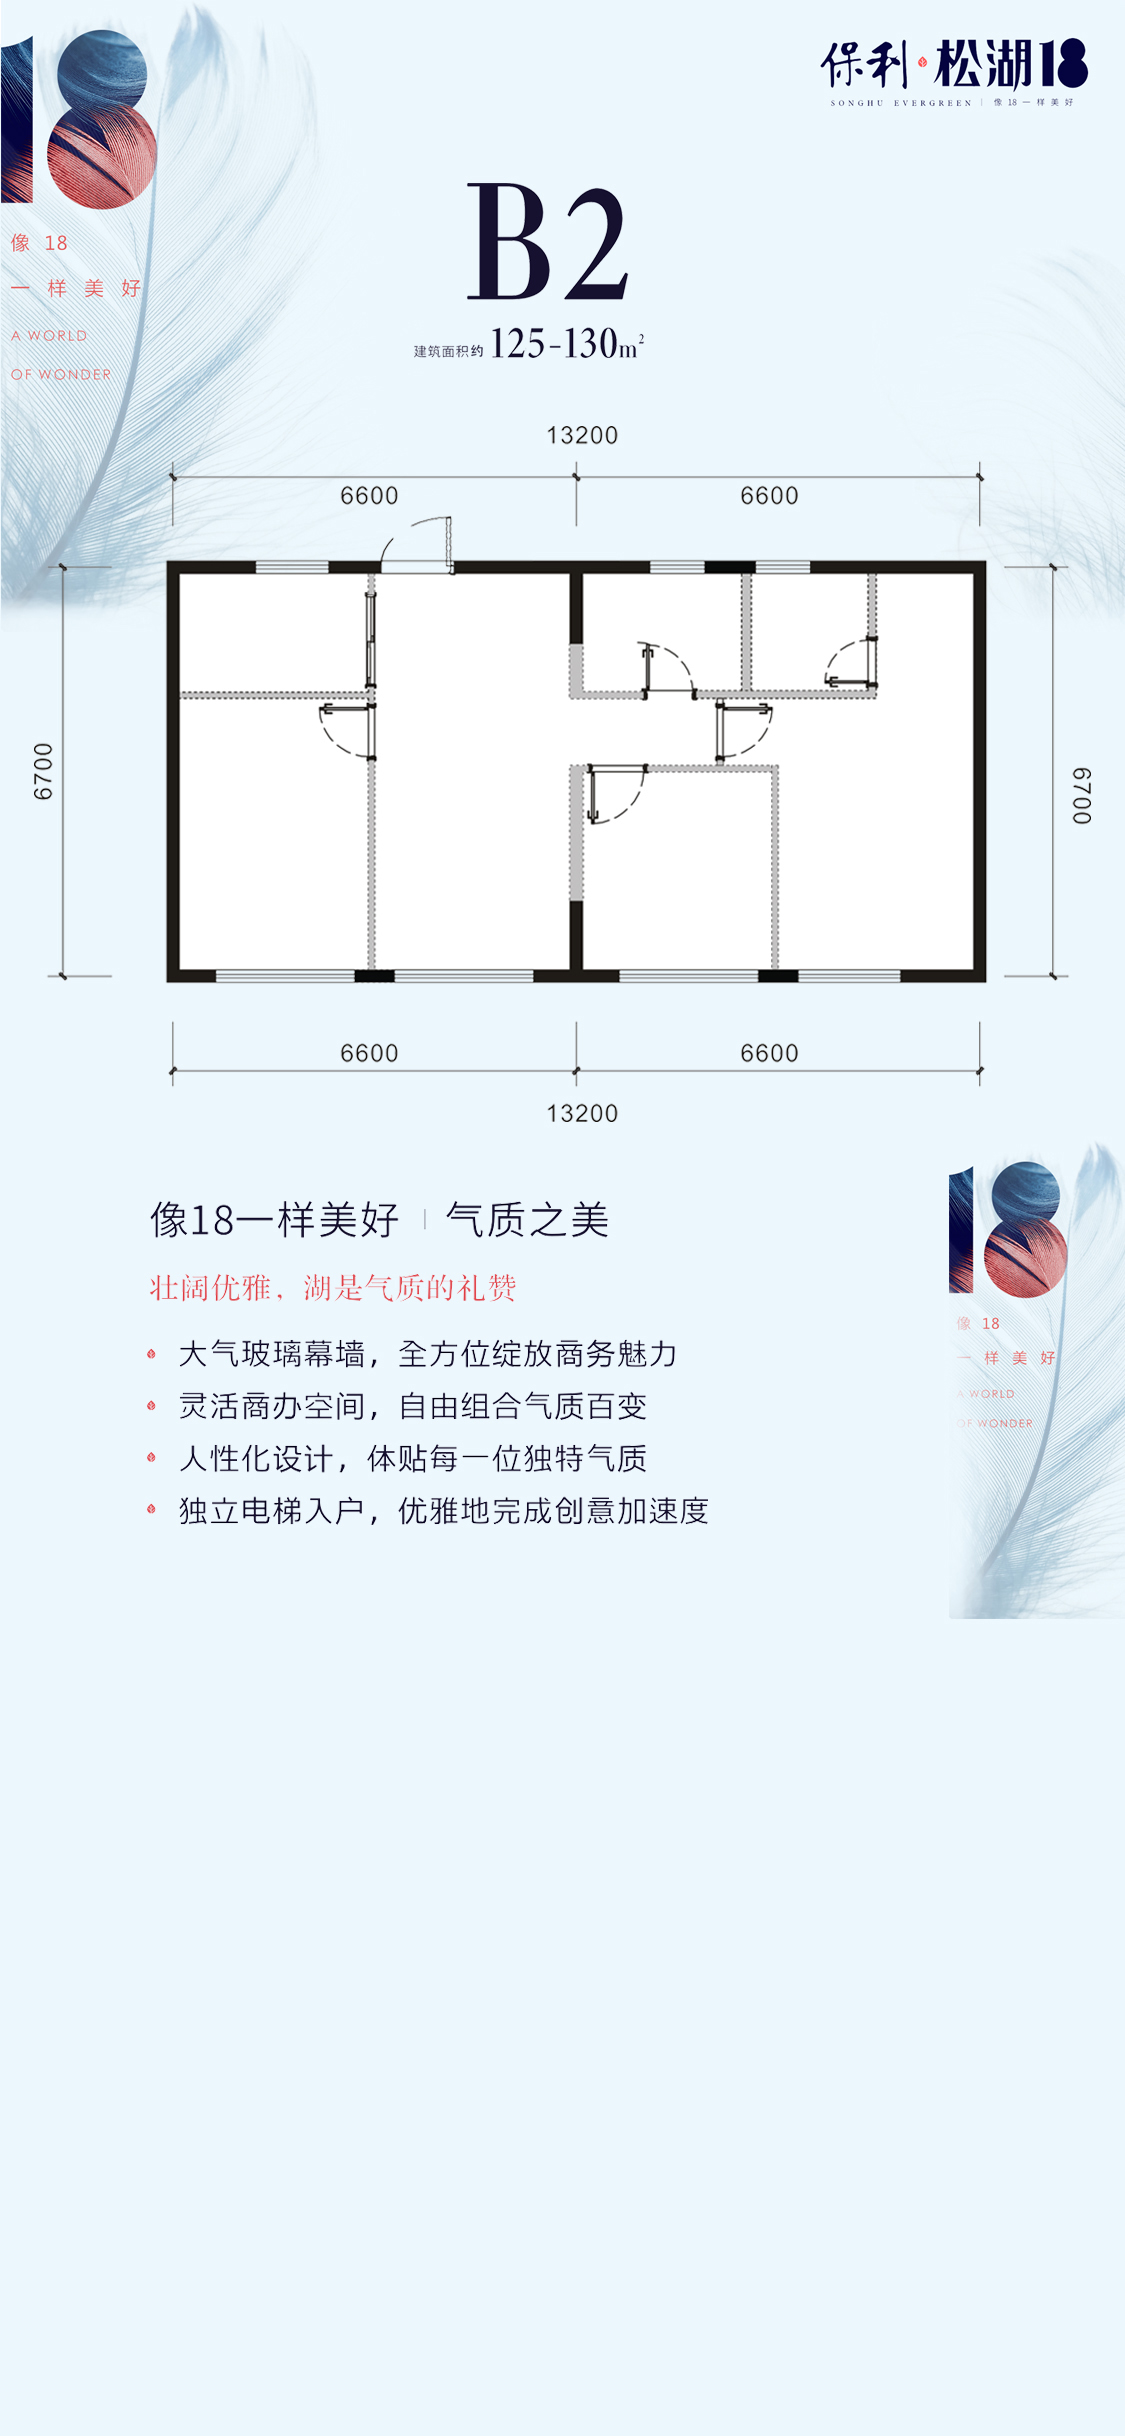 18
像 18
一样美好
A WORLD
OF WONDER
保利·松湖18
SONGHU EVERGREEN | 像18一样美好
B2
建筑面积约125-130m²
13200
6600 6600
6700
6700
6600 6600
13200
像18一样美好 | 气质之美
壮阔优雅，湖是气质的礼赞
大气玻璃幕墙，全方位绽放商务魅力
灵活商办空间，自由组合气质百变
人性化设计，体贴每一位独特气质
独立电梯入户，优雅地完成创意加速度
18
像 18
一样美好
A WORLD
OF WONDER